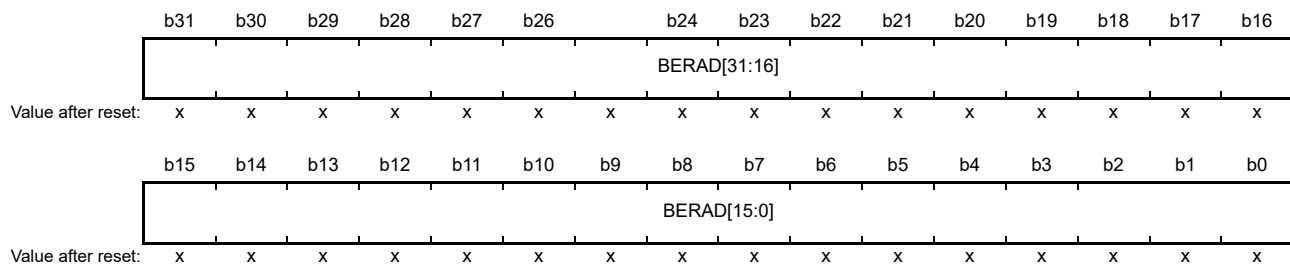 b31 b30 b29 b28 b27 b26 b24 b23 b22 b21 b20 b19 b18 b17 b16
BERAD[31:16]
Value after reset: x x x x x x x x x x x x x x x x
b15 b14 b13 b12 b11 b10 b9 b8 b7 b6 b5 b4 b3 b2 b1 b0
BERAD[15:0]
Value after reset: x x x x x x x x x x x x x x x x